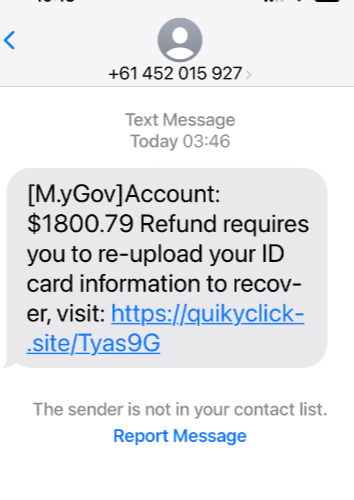 +61 452 015 927
Text Message
Today 03:46
[M.yGov]Account:
$1800.79 Refund requires
you to re-upload your ID
card information to recov-
er, visit: https://quikyclick-
.site/Tyas9G
The sender is not in your contact list.
Report Message